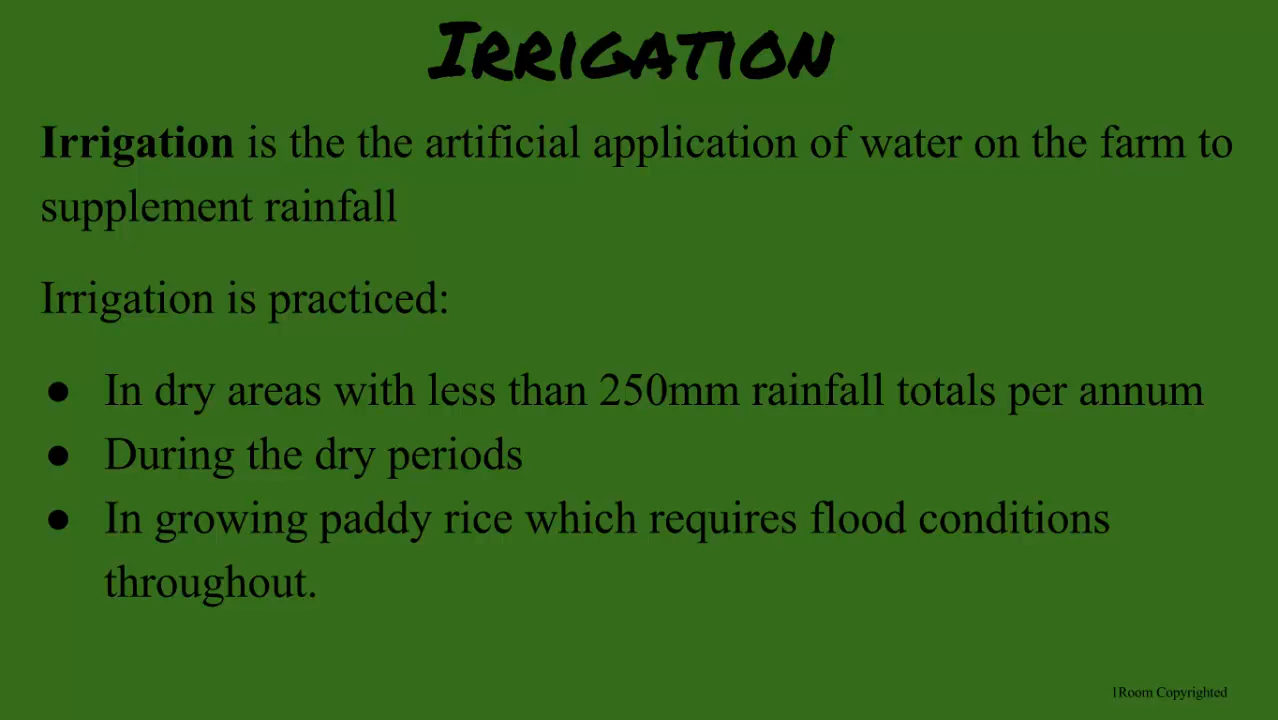 IRRIGATION
Irrigation is the the artificial application of water on the farm to
supplement rainfall
Irrigation is practiced:
● In dry areas with less than 250mm rainfall totals per annum
● During the dry periods
● In growing paddy rice which requires flood conditions
throughout.
1Room Copyrighted